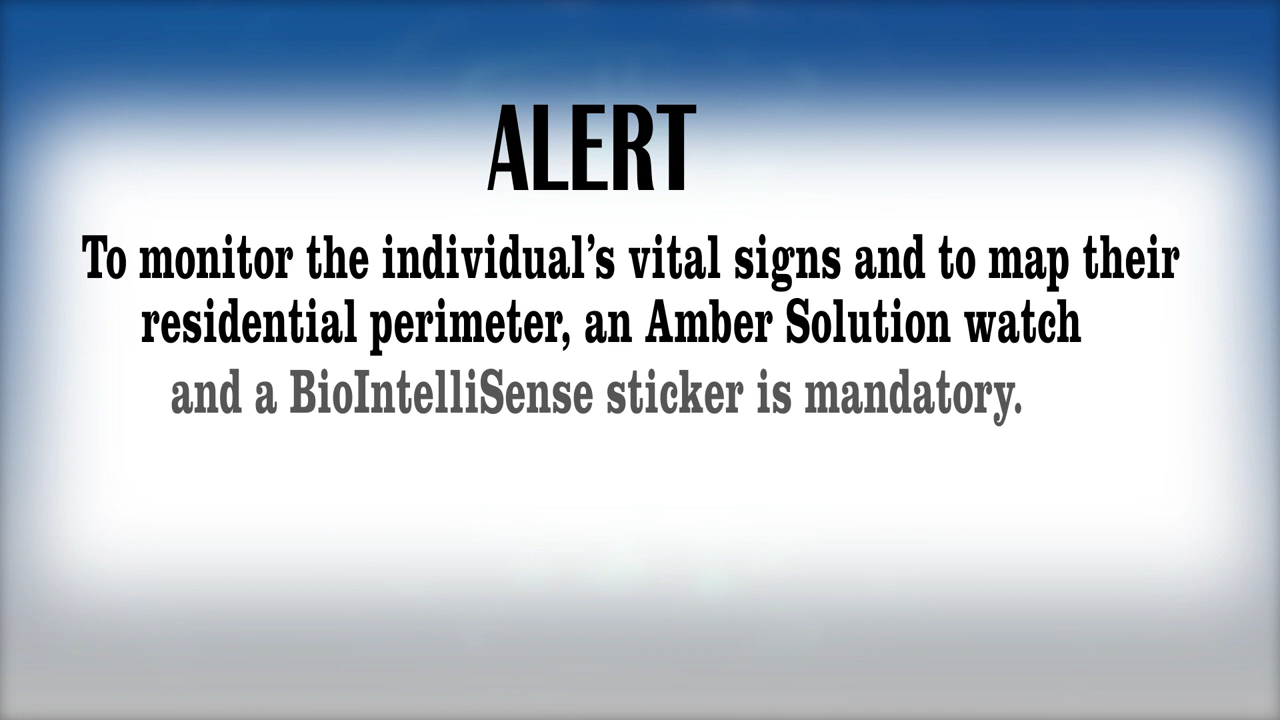 ALERT
To monitor the individual’s vital signs and to map their
residential perimeter, an Amber Solution watch
and a BioIntelliSense sticker is mandatory.